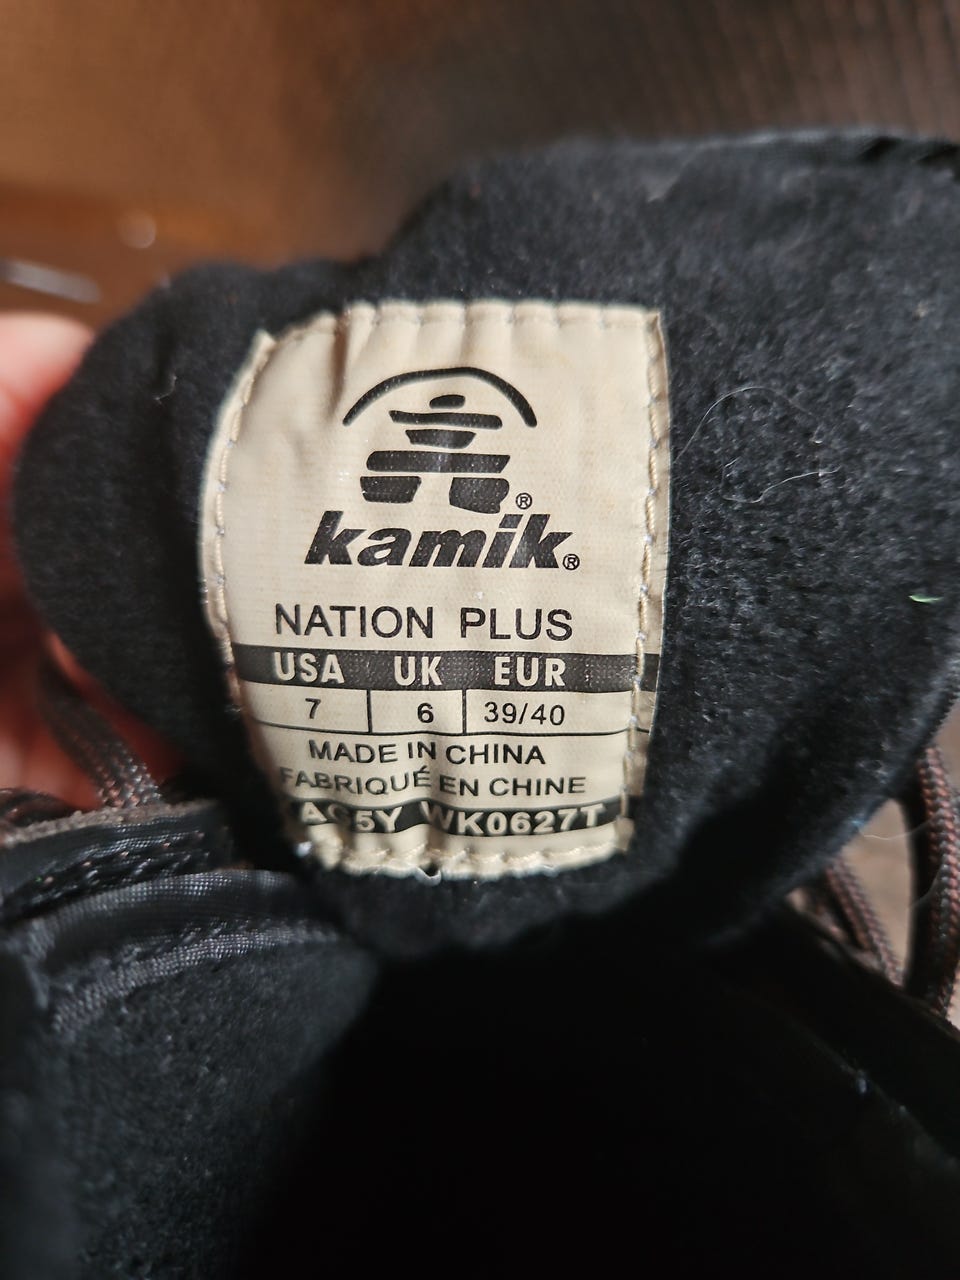 kamik®
NATION PLUS
USA UK EUR
7 6 39/40
MADE IN CHINA
FABRIQUÉ EN CHINE
WK0627T